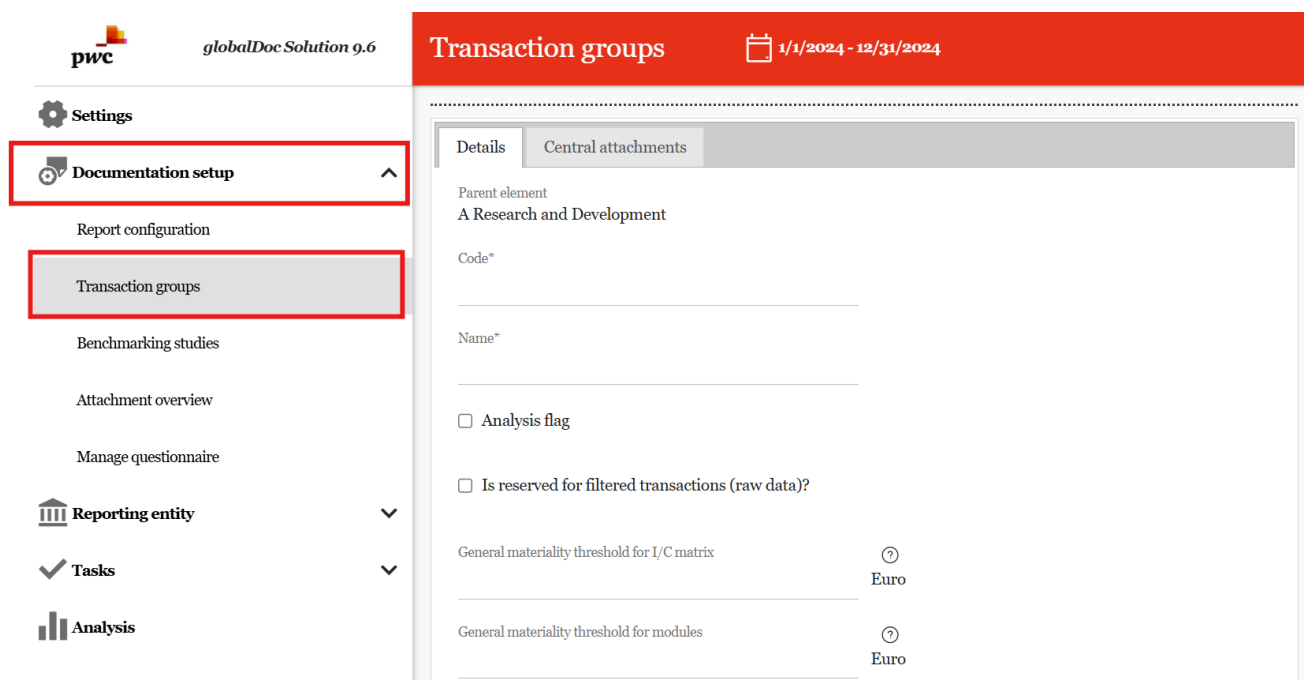 pwc
globalDoc Solution 9.6
Transaction groups
1/1/2024 - 12/31/2024
Settings
Documentation setup
Report configuration
Transaction groups
Benchmarking studies
Attachment overview
Manage questionnaire
Reporting entity
Tasks
Analysis
Details
Central attachments
Parent element
A Research and Development
Code*
Name*
Analysis flag
Is reserved for filtered transactions (raw data)?
General materiality threshold for I/C matrix
?
Euro
General materiality threshold for modules
?
Euro